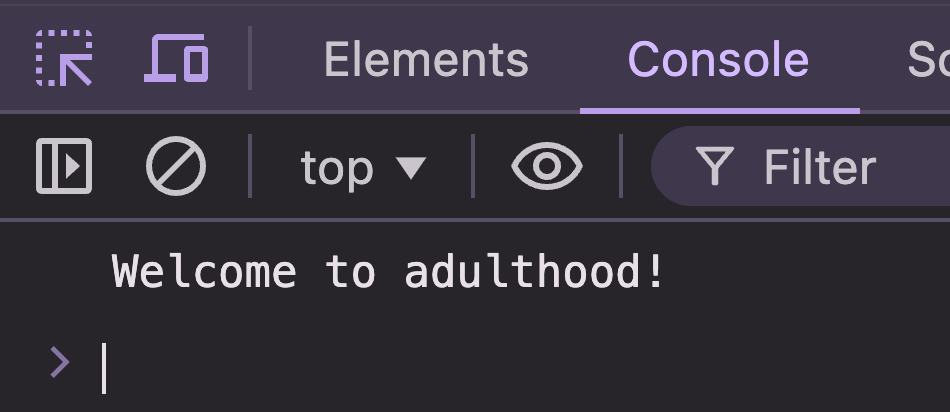 Elements Console
top Filter
Welcome to adulthood!